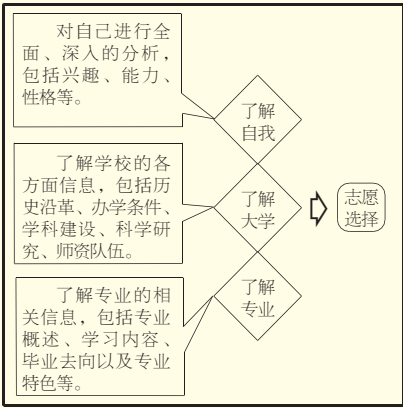 对自己进行全
面、深入的分析，
包括兴趣、能力、
性格等。
了解
自我
了解学校的各
方面信息，包括历
史沿革、办学条件、
学科建设、科学研
究、师资队伍。
了解
大学
志愿
选择
了解专业的相
关信息，包括专业
概述、学习内容、
毕业去向以及专业
特色等。
了解
专业